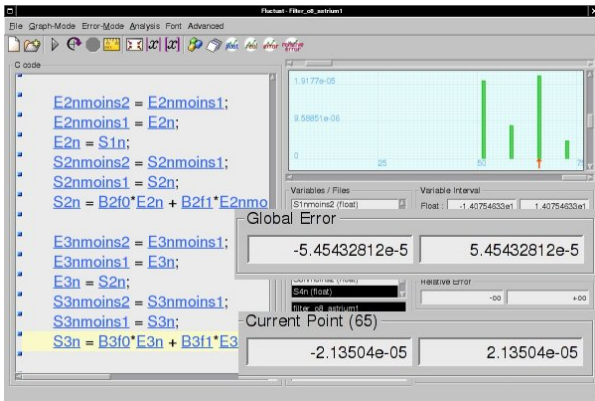 Fluctuat - Filter_o8_astrium1
File Graph-Mode Error-Mode Analysis Font Advanced
C code
E2nmoins2 = E2nmoins1;
E2nmoins1 = E2n;
E2n = S1n;
S2nmoins2 = S2nmoins1;
S2nmoins1 = S2n;
S2n = B2f0*E2n + B2f1*E2nmo
E3nmoins2 = E3nmoins1;
E3nmoins1 = E3n;
E3n = S2n;
S3nmoins2 = S3nmoins1;
S3nmoins1 = S3n;
S3n = B3f0*E3n + B3f1*E3
1.9177e-05
9.58851e-06
0 25 50 75
Variables / Files
S1nmoins2 (float)
Variable Interval
Float : -1.40754633e1 1.40754633e1
Global Error
-5.45432812e-5 5.45432812e-5
S4n (float)
filter_o8_astrium1
Relative Error
-oo +oo
Current Point (65)
-2.13504e-05 2.13504e-05